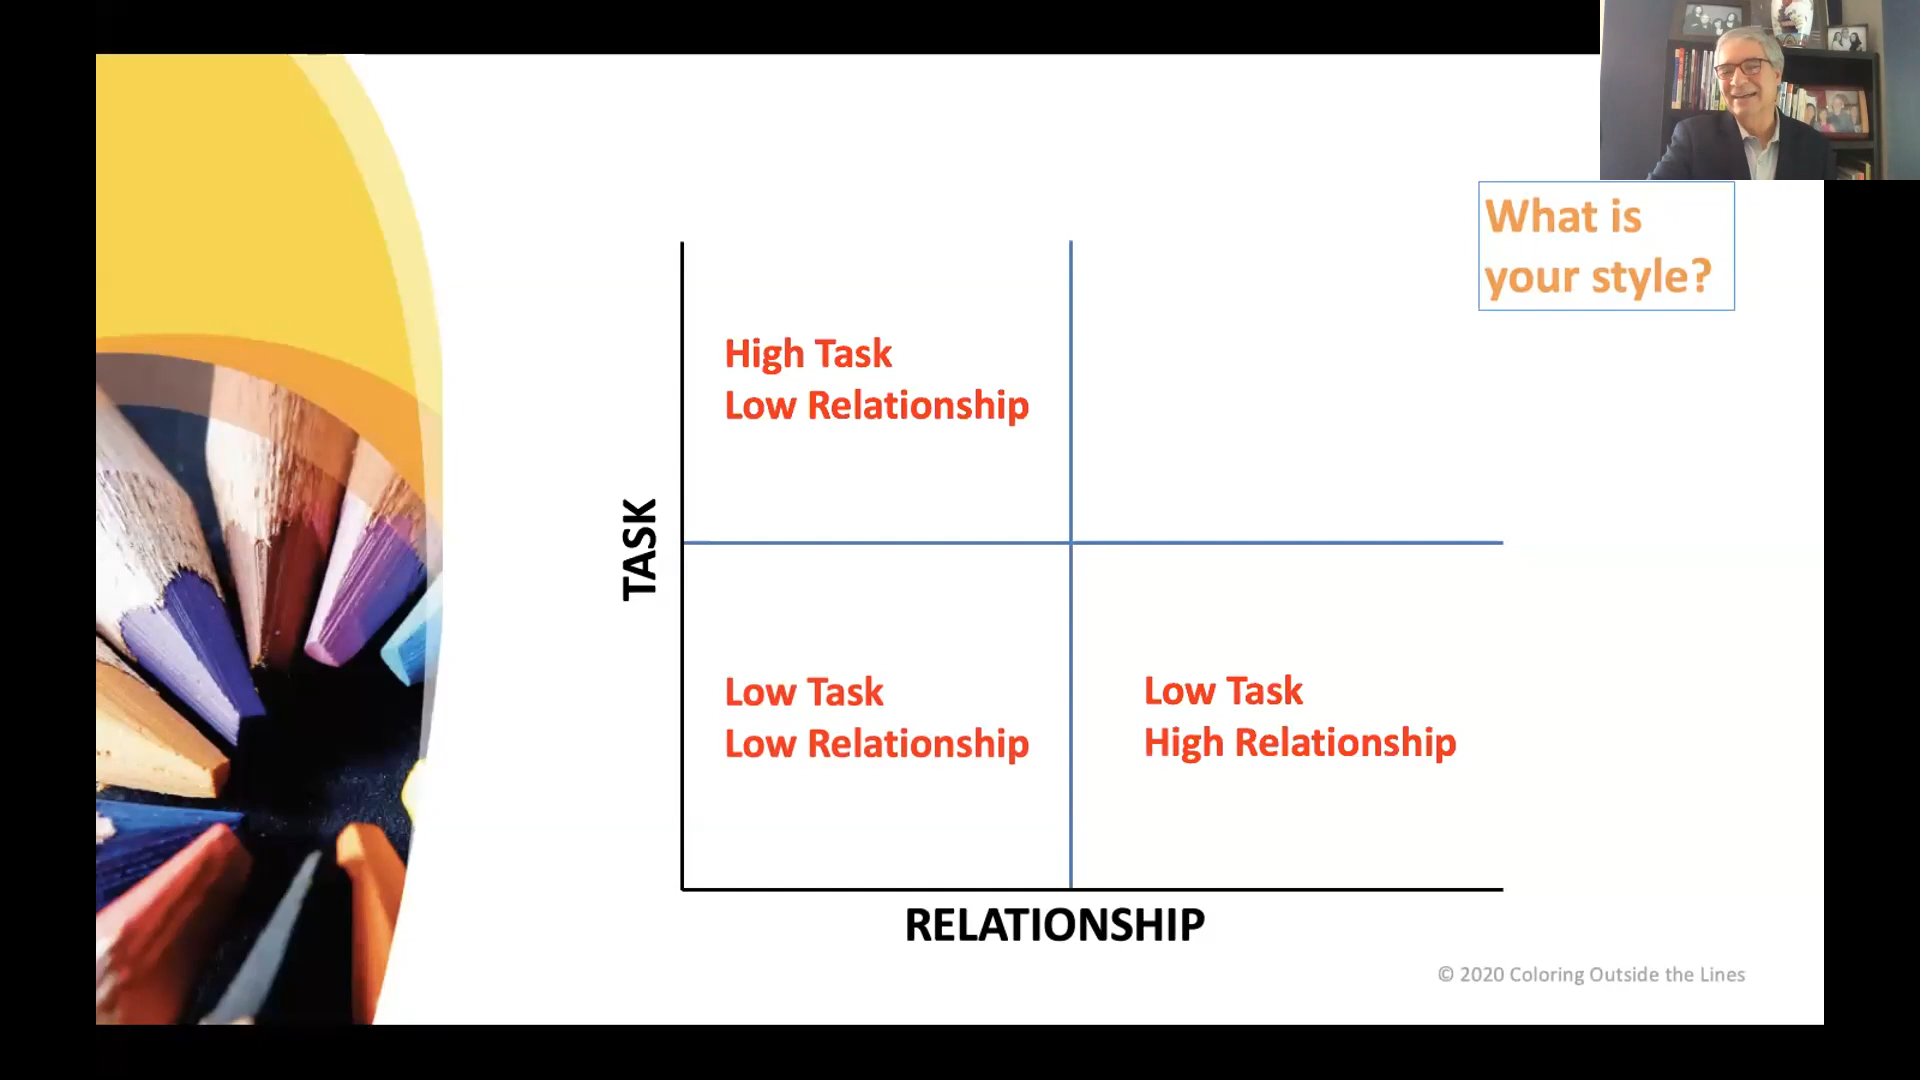 What is
your style?
High Task
Low Relationship
TASK
Low Task
Low Relationship
Low Task
High Relationship
RELATIONSHIP
© 2020 Coloring Outside the Lines